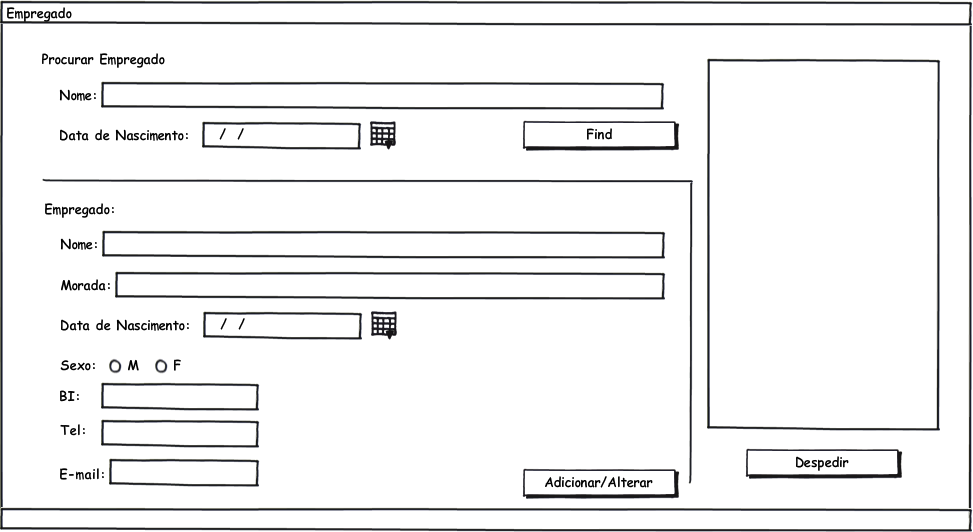 Empregado
Procurar Empregado
Nome:
Data de Nascimento: / /
Find
Empregado:
Nome:
Morada:
Data de Nascimento: / /
Sexo: M F
BI:
Tel:
E-mail:
Adicionar/Alterar
Despedir